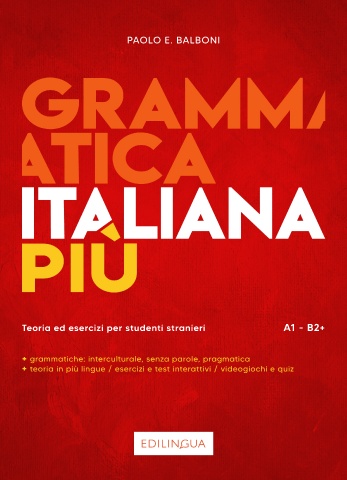 PAOLO E. BALBONI
GRAMMA
ATICA
ITALIANA
PIÙ
Teoria ed esercizi per studenti stranieri
A1 - B2+
+ grammatiche: interculturale, senza parole, pragmatica
+ teoria in più lingue / esercizi e test interattivi / videogiochi e quiz
EDILINGUA